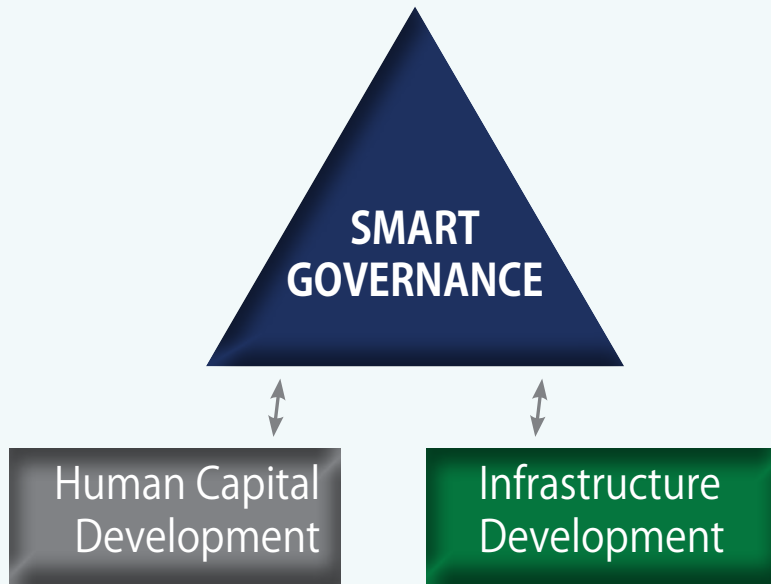 SMART
GOVERNANCE
Human Capital
Development
Infrastructure
Development